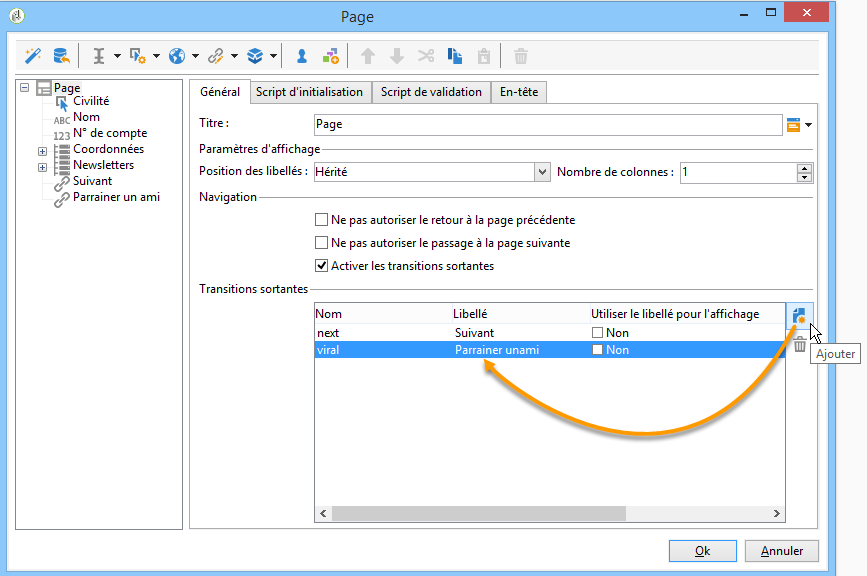 Page
Général
Script d'initialisation
Script de validation
En-tête
Page
Civilité
ABC Nom
123 N° de compte
Coordonnées
Newsletters
Suivant
Parrainer un ami
Titre :
Page
Paramètres d'affichage
Position des libellés :
Hérité
Nombre de colonnes :
1
Navigation
Ne pas autoriser le retour à la page précédente
Ne pas autoriser le passage à la page suivante
Activer les transitions sortantes
Transitions sortantes
Nom Libellé Utiliser le libellé pour l'affichage
next Suivant Non
viral Parrainer unami Non
Ajouter
Ok
Annuler